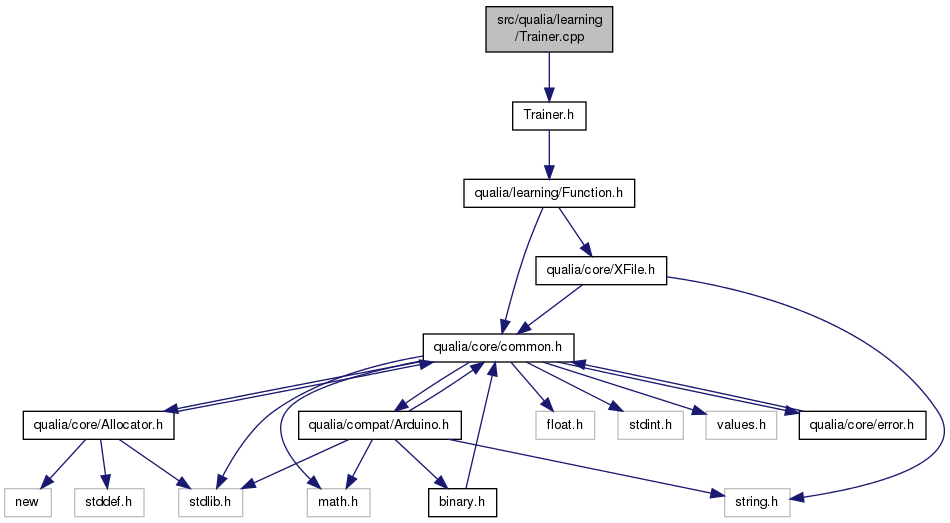 src/qualia/learning
/Trainer.cpp
Trainer.h
qualia/learning/Function.h
qualia/core/XFile.h
qualia/core/common.h
qualia/core/Allocator.h
qualia/compat/Arduino.h
float.h
stdint.h
values.h
qualia/core/error.h
new
stddef.h
stdlib.h
math.h
binary.h
string.h